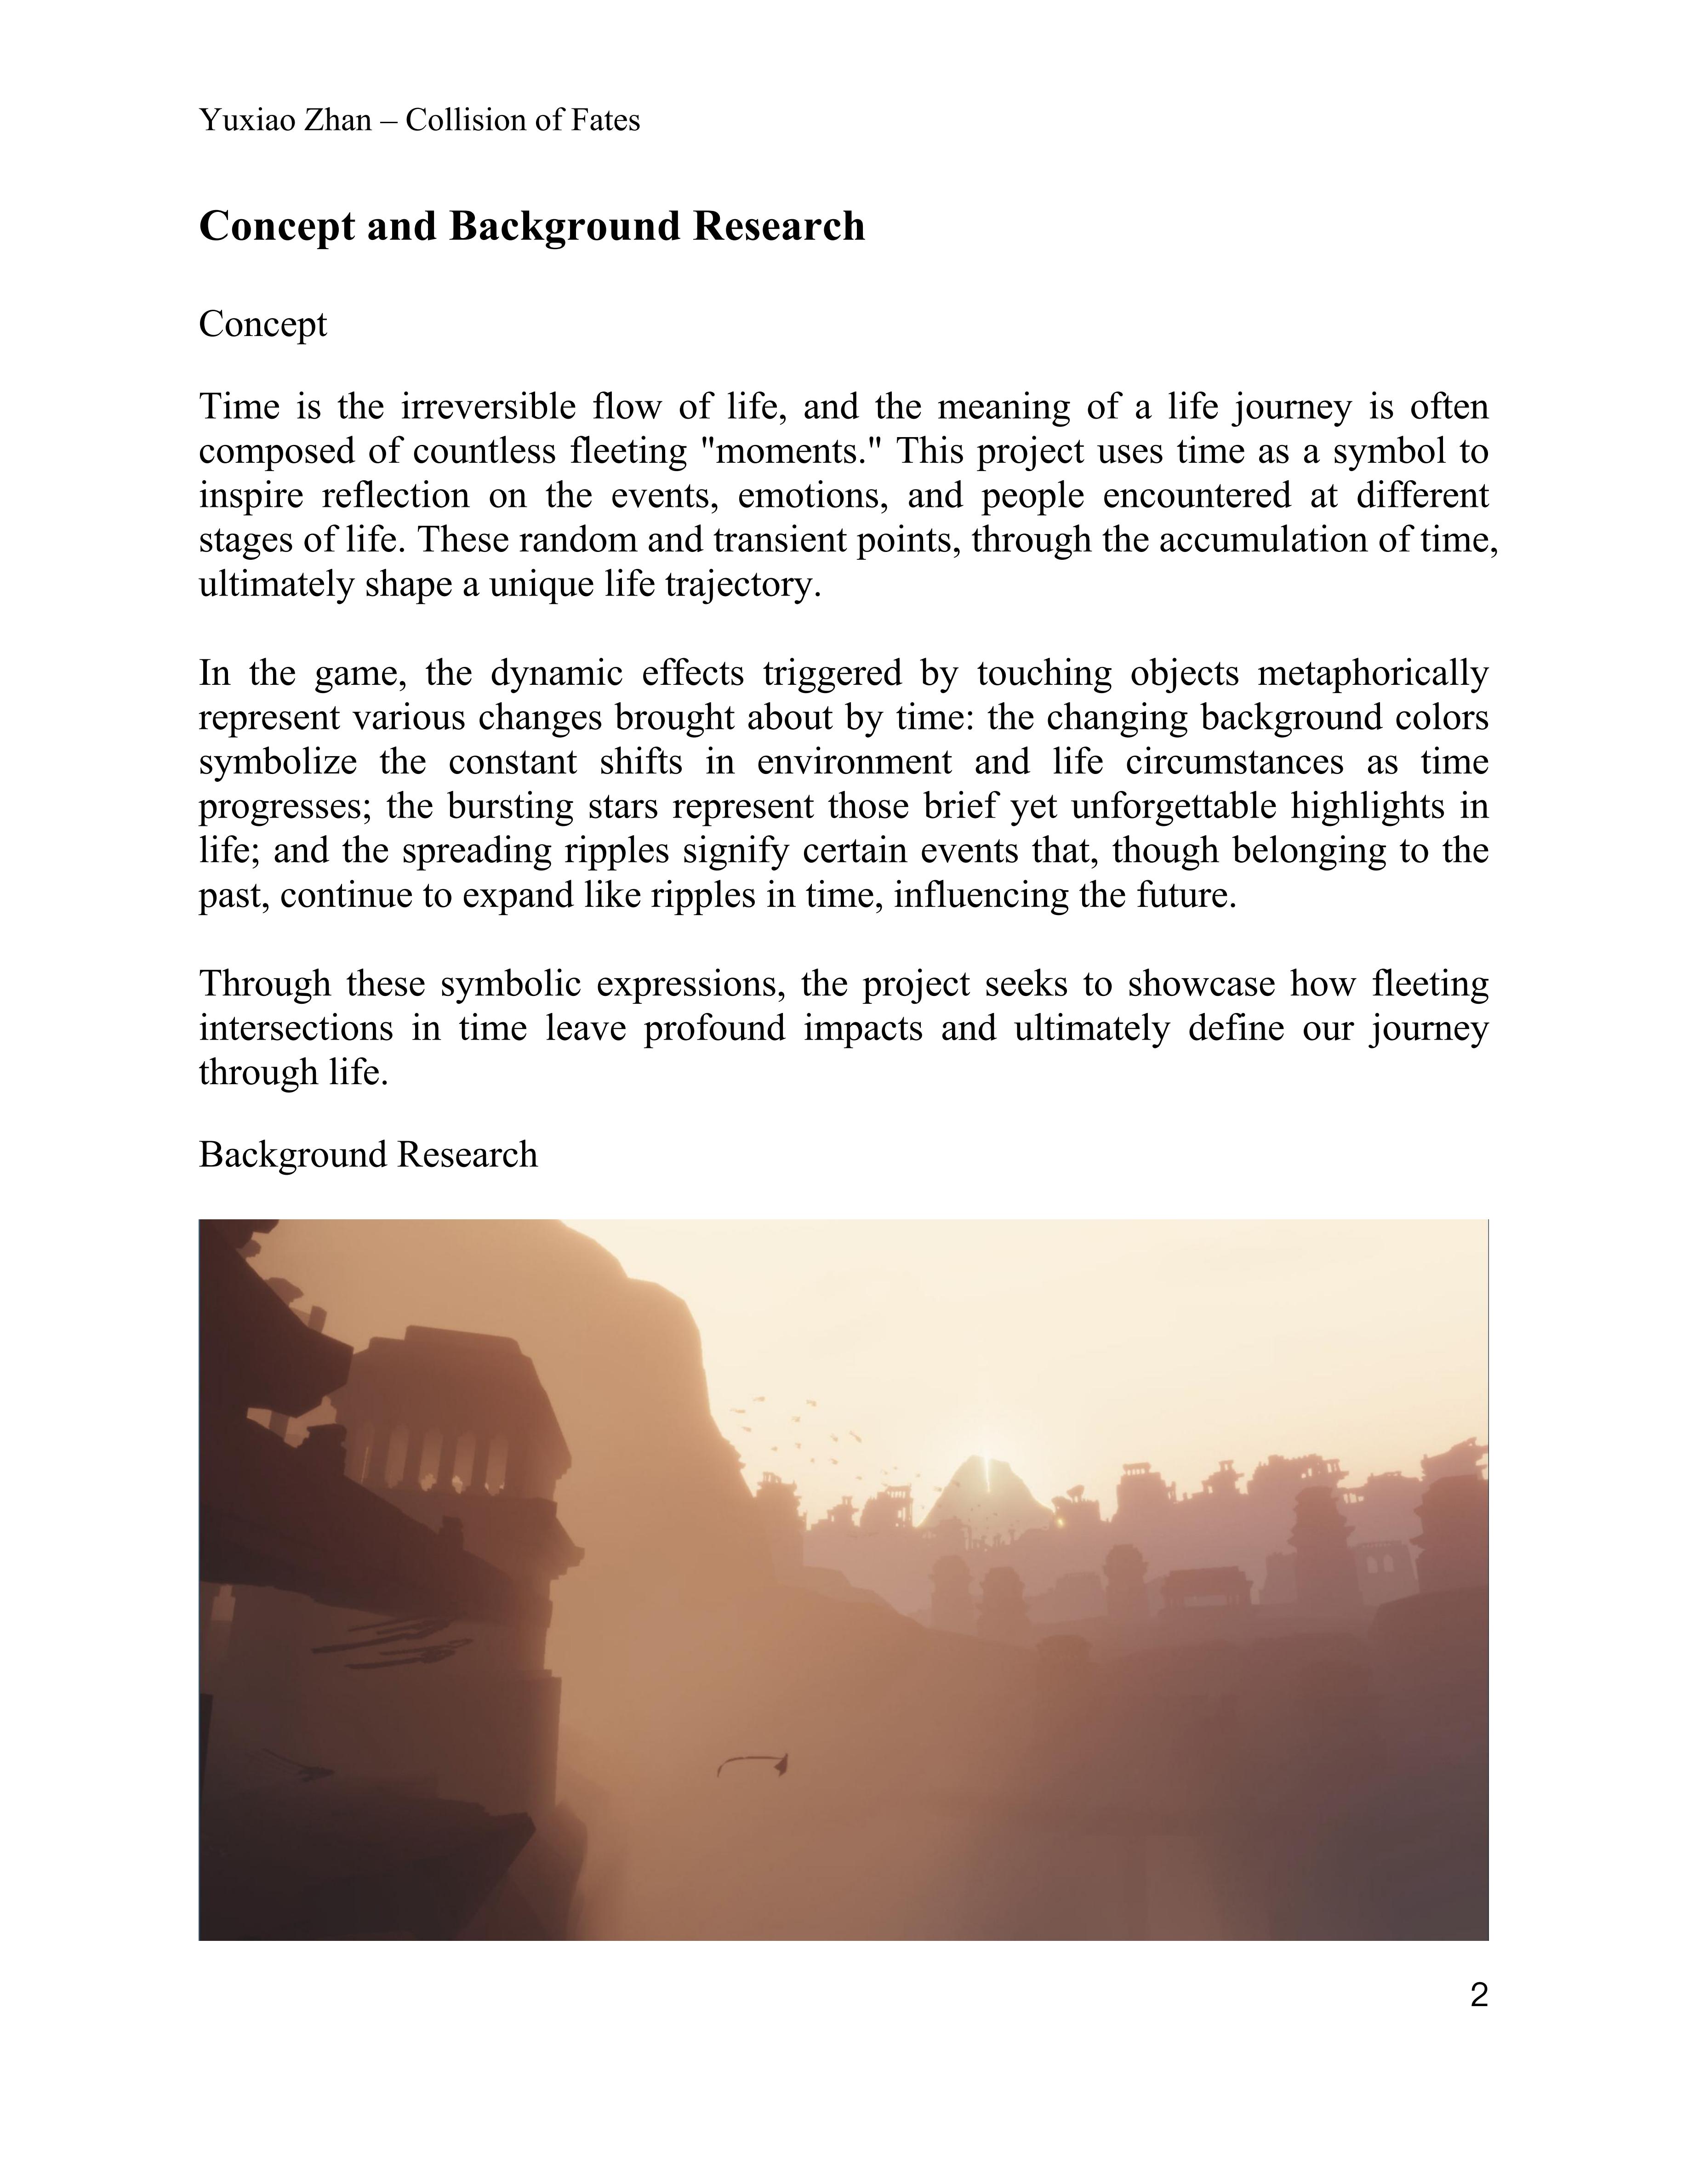 Yuxiao Zhan – Collision of Fates
Concept and Background Research
Concept
Time is the irreversible flow of life, and the meaning of a life journey is often
composed of countless fleeting "moments." This project uses time as a symbol to
inspire reflection on the events, emotions, and people encountered at different
stages of life. These random and transient points, through the accumulation of time,
ultimately shape a unique life trajectory.
In the game, the dynamic effects triggered by touching objects metaphorically
represent various changes brought about by time: the changing background colors
symbolize the constant shifts in environment and life circumstances as time
progresses; the bursting stars represent those brief yet unforgettable highlights in
life; and the spreading ripples signify certain events that, though belonging to the
past, continue to expand like ripples in time, influencing the future.
Through these symbolic expressions, the project seeks to showcase how fleeting
intersections in time leave profound impacts and ultimately define our journey
through life.
Background Research
2